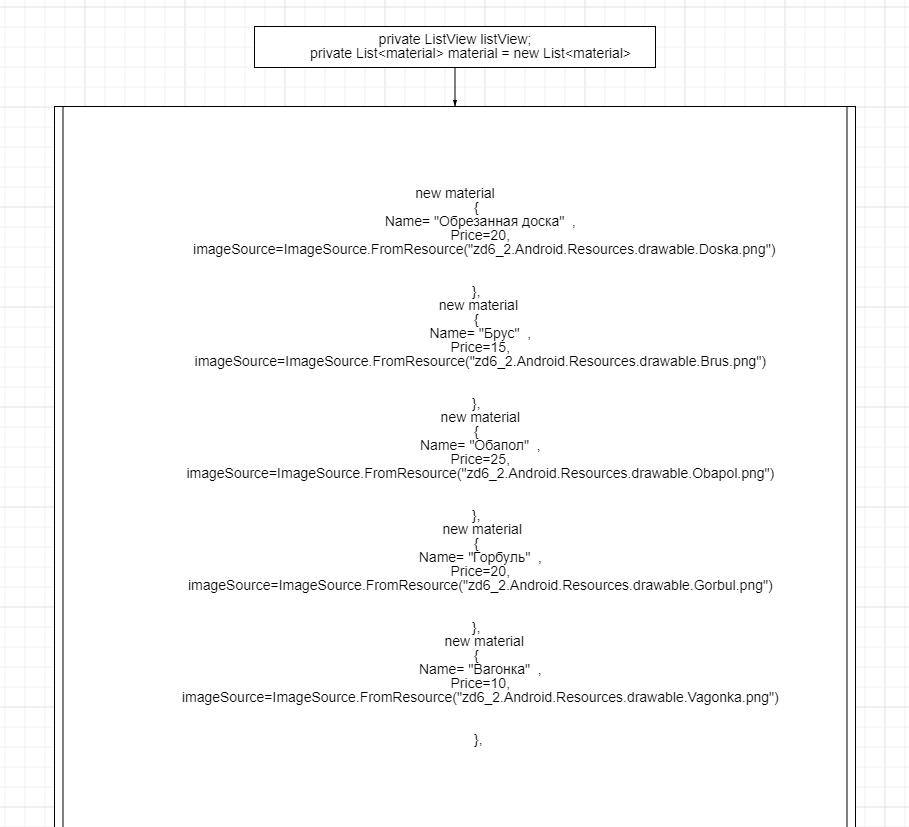 private ListView listView;
private List<material> material = new List<material>
new material
{
Name= "Обрезанная доска"  ,
Price=20,
imageSource=ImageSource.FromResource("zd6_2.Android.Resources.drawable.Doska.png")
},
new material
{
Name= "Брус"  ,
Price=15,
imageSource=ImageSource.FromResource("zd6_2.Android.Resources.drawable.Brus.png")
},
new material
{
Name= "Обапол"  ,
Price=25,
imageSource=ImageSource.FromResource("zd6_2.Android.Resources.drawable.Obapol.png")
},
new material
{
Name= "Горбуль"  ,
Price=20,
imageSource=ImageSource.FromResource("zd6_2.Android.Resources.drawable.Gorbul.png")
},
new material
{
Name= "Вагонка"  ,
Price=10,
imageSource=ImageSource.FromResource("zd6_2.Android.Resources.drawable.Vagonka.png")
},